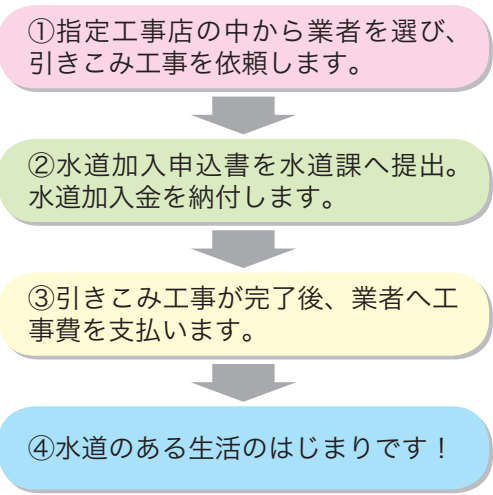 ①指定工事店の中から業者を選び、
引きこみ工事を依頼します。
②水道加入申込書を水道課へ提出。
水道加入金を納付します。
③引きこみ工事が完了後、業者へ工
事費を支払います。
④水道のある生活のはじまりです！